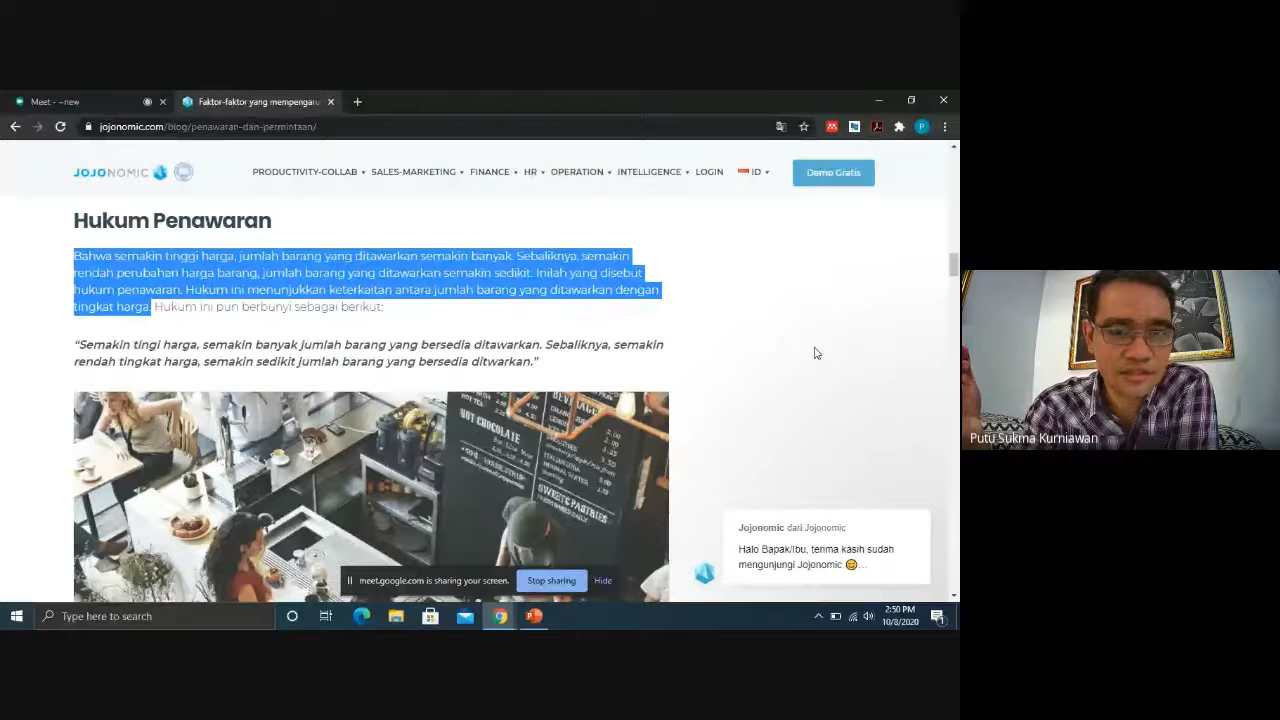 Meet - ~new
Faktor-faktor yang mempengaru
jojonomic.com/blog/penawaran-dan-permintaan/
JOJONOMIC
PRODUCTIVITY-COLLAB SALES-MARKETING FINANCE HR OPERATION INTELLIGENCE LOGIN ID Demo Gratis
Hukum Penawaran
Bahwa semakin tinggi harga, jumlah barang yang ditawarkan semakin banyak. Sebaliknya, semakin
rendah perubahan harga barang, jumlah barang yang ditawarkan semakin sedikit. Inilah yang disebut
hukum penawaran. Hukum ini menunjukkan keterkaitan antara jumlah barang yang ditawarkan dengan
tingkat harga. Hukum ini pun berbunyi sebagai berikut:
“Semakin tingi harga, semakin banyak jumlah barang yang bersedia ditawarkan. Sebaliknya, semakin
rendah tingkat harga, semakin sedikit jumlah barang yang bersedia ditwarkan.”
HOT CHOCOLATE
BEVERAGE
SWEETS PASTRIES
Putu Sukma Kurniawan
Jojonomic dari Jojonomic
Halo Bapak/Ibu, terima kasih sudah
mengunjungi Jojonomic 😊...
meet.google.com is sharing your screen. Stop sharing Hide
Type here to search
2:50 PM
10/8/2020